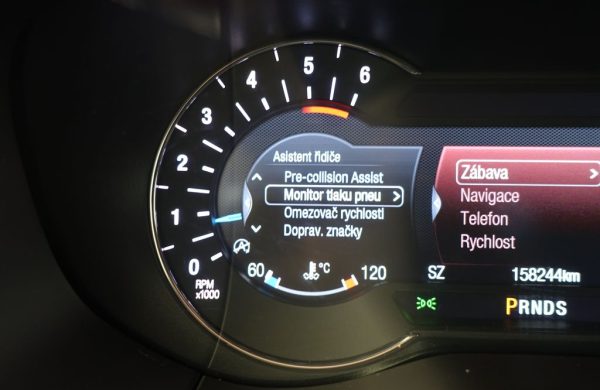 6
5
4
3
2
1
0
RPM
x1000
Asistent řidiče
Pre-collision Assist
Monitor tlaku pneu
Omezovač rychlosti
Doprav. značky
60
°C
120
Zábava
Navigace
Telefon
Rychlost
SZ
158244km
PRNDS